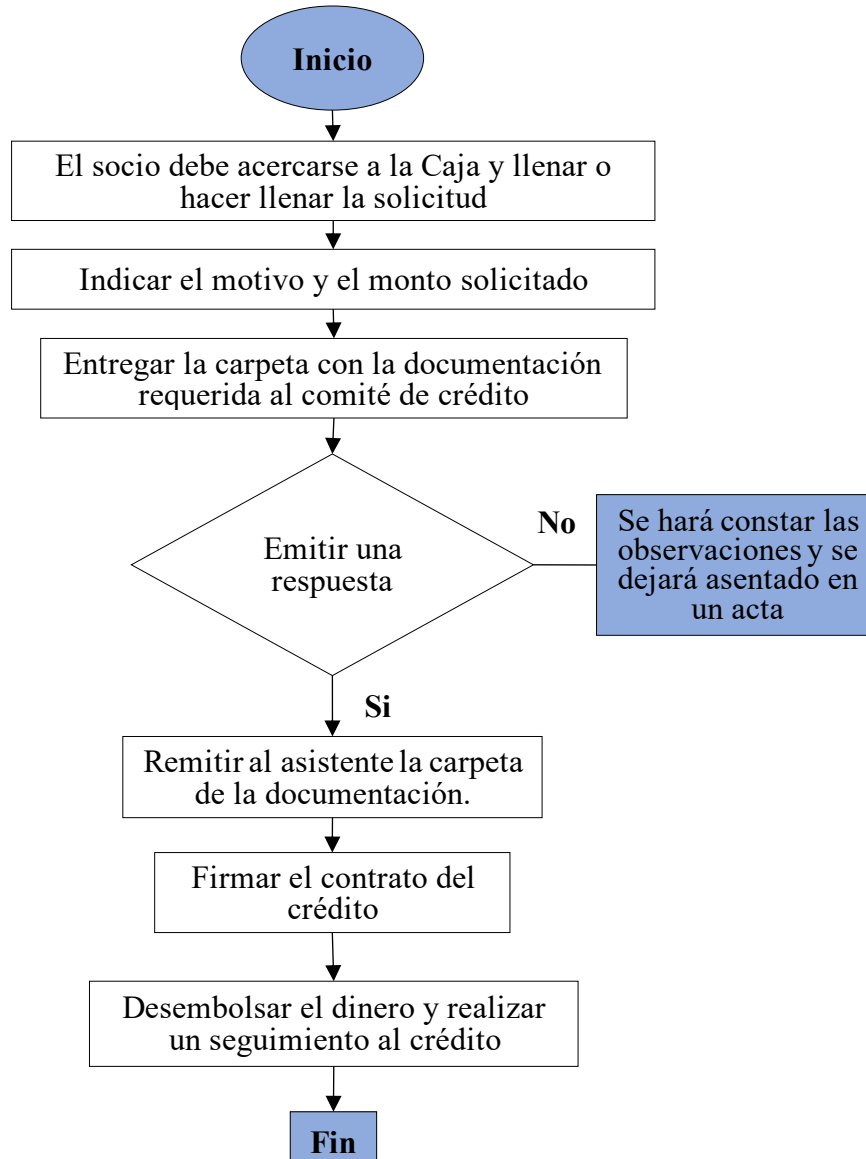 Inicio
El socio debe acercarse a la Caja y llenar o
hacer llenar la solicitud
Indicar el motivo y el monto solicitado
Entregar la carpeta con la documentación
requerida al comité de crédito
Emitir una
respuesta
No
Se hará constar las
observaciones y se
dejará asentado en
un acta
Si
Remitir al asistente la carpeta
de la documentación.
Firmar el contrato del
crédito
Desembolsar el dinero y realizar
un seguimiento al crédito
Fin